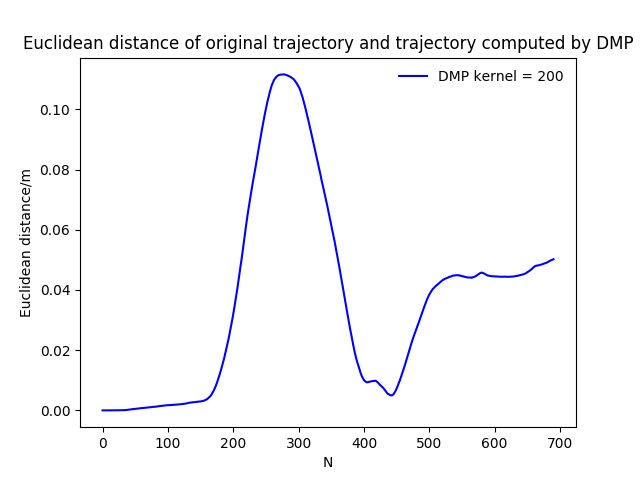 Euclidean distance of original trajectory and trajectory computed by DMP
DMP kernel = 200
Euclidean distance/m
0.10
0.08
0.06
0.04
0.02
0.00
0 100 200 300 400 500 600 700
N